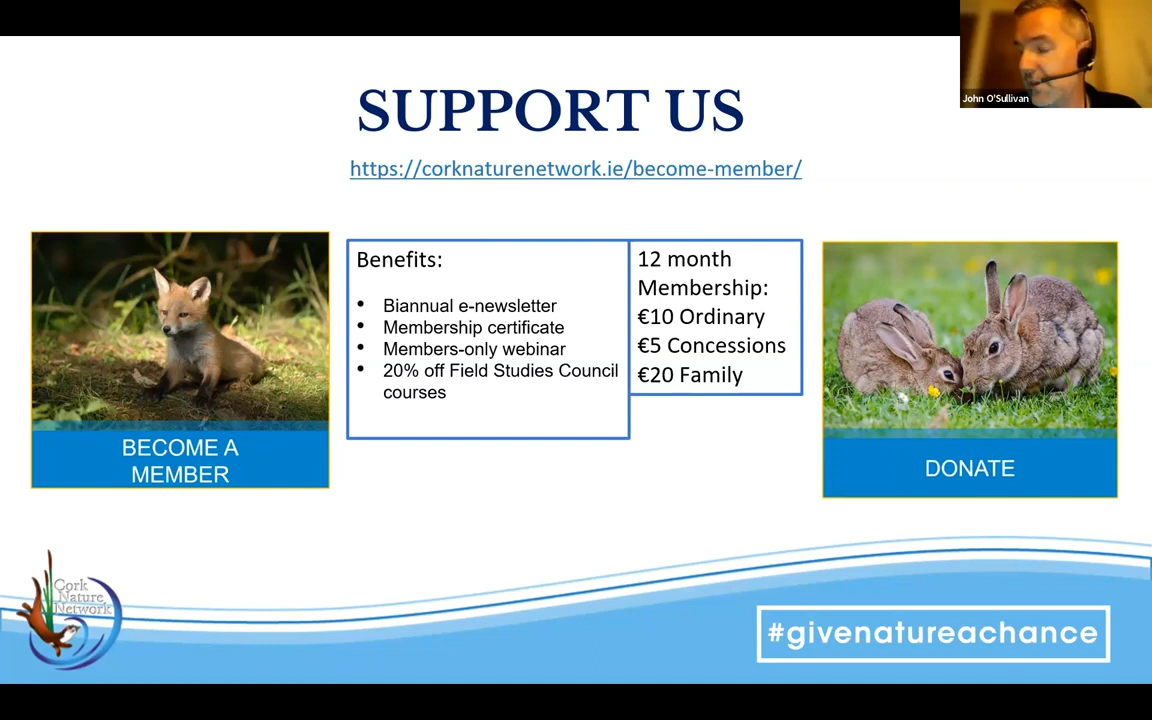 John O'Sullivan
SUPPORT US
https://corknaturenetwork.ie/become-member/
Benefits:
• Biannual e-newsletter
• Membership certificate
• Members-only webinar
• 20% off Field Studies Council
courses
12 month
Membership:
€10 Ordinary
€5 Concessions
€20 Family
BECOME A
MEMBER
DONATE
Cork
Nature
Network
#givenatureachance